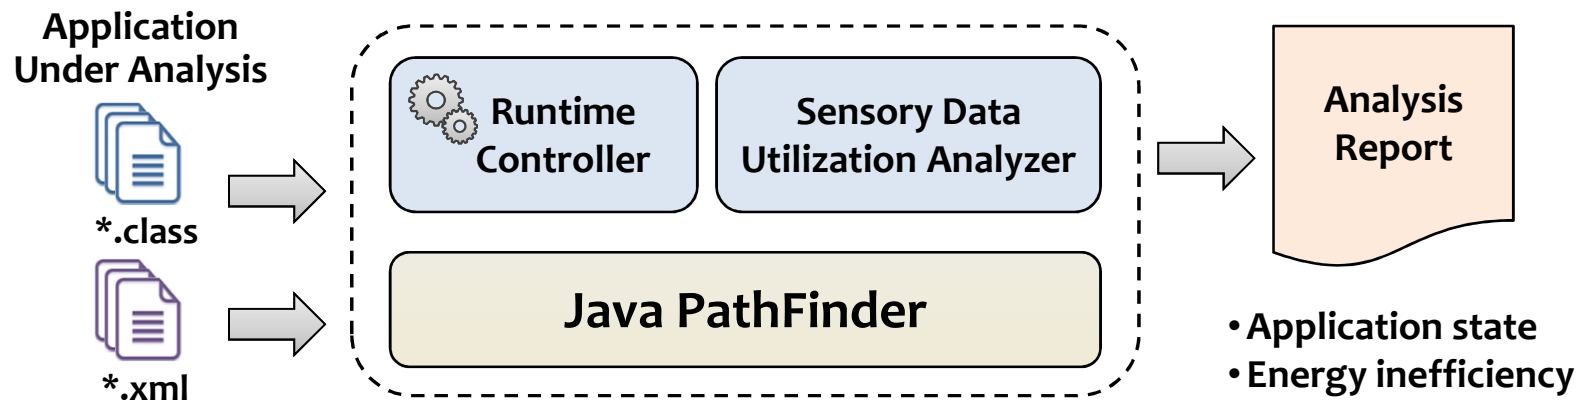 Application
Under Analysis
*.class
*.xml
Runtime
Controller
Sensory Data
Utilization Analyzer
Java PathFinder
Analysis
Report
• Application state
• Energy inefficiency